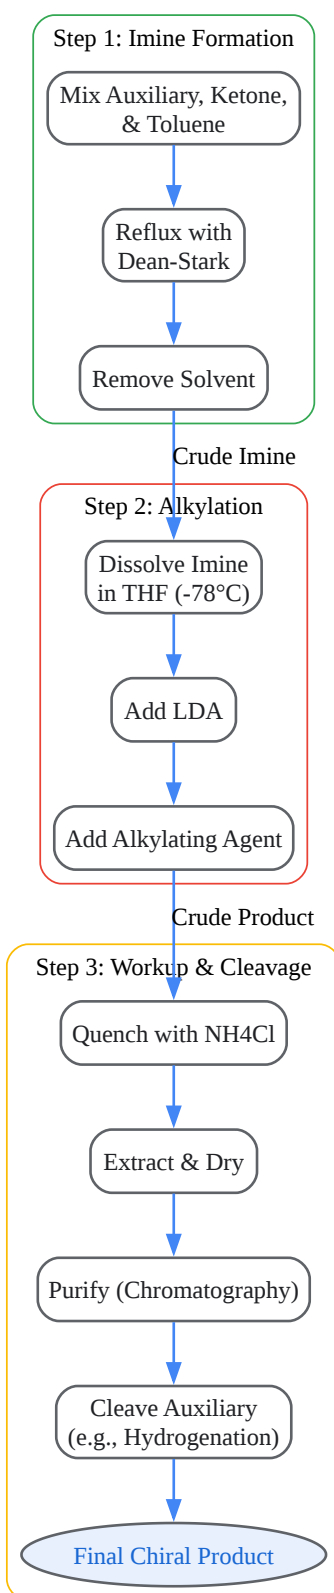 Step 1: Imine Formation
Mix Auxiliary, Ketone,
& Toluene
Reflux with
Dean-Stark
Remove Solvent
Crude Imine
Step 2: Alkylation
Dissolve Imine
in THF (-78°C)
Add LDA
Add Alkylating Agent
Crude Product
Step 3: Workup & Cleavage
Quench with NH4Cl
Extract & Dry
Purify (Chromatography)
Cleave Auxiliary
(e.g., Hydrogenation)
Final Chiral Product